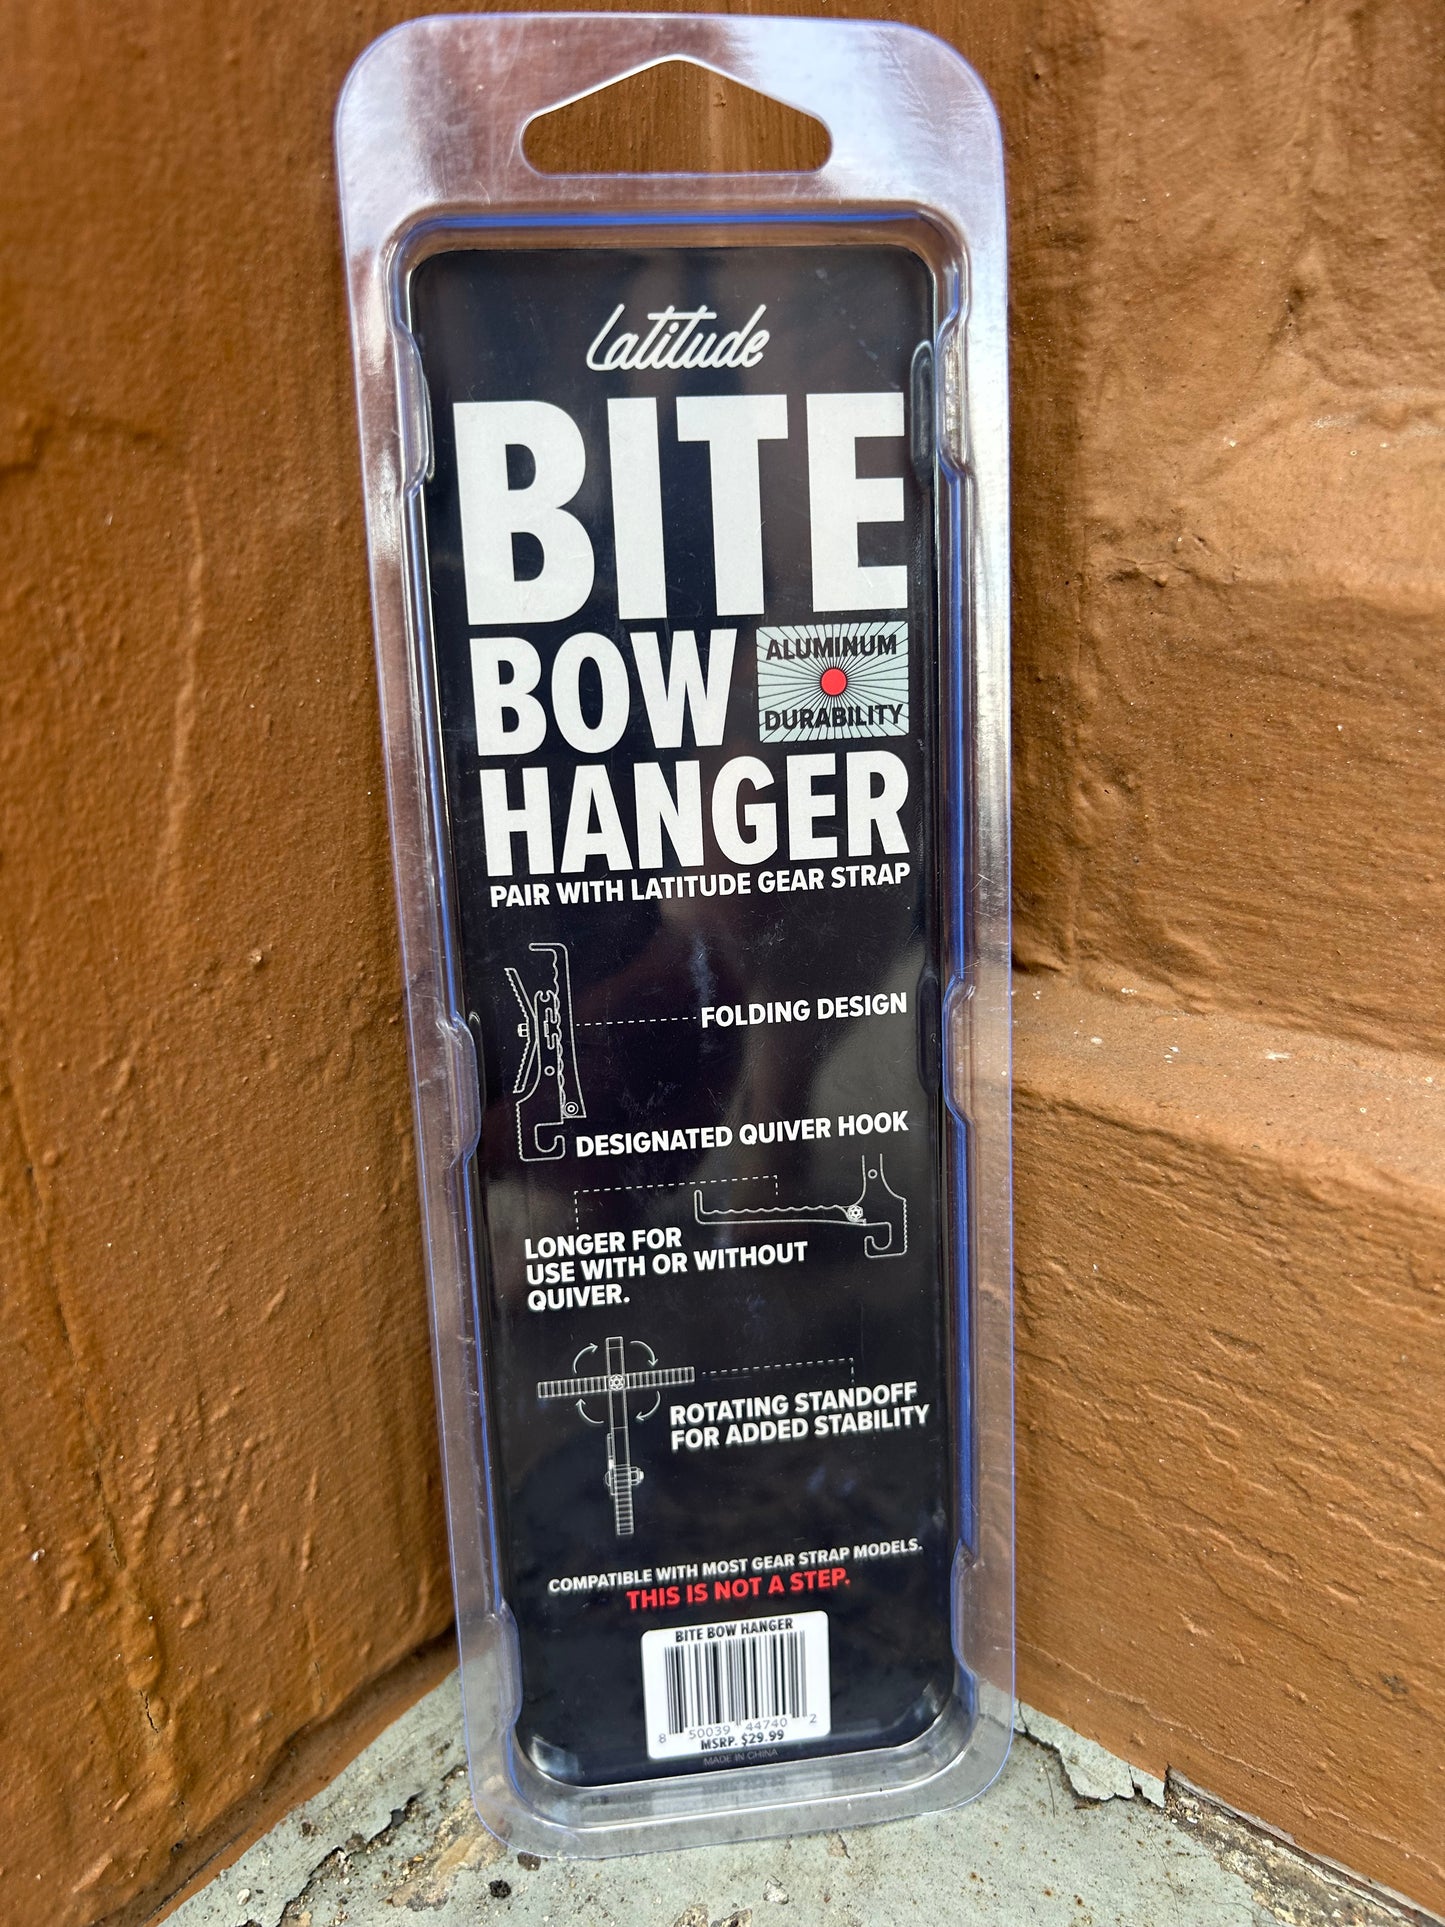 Latitude
BITE
BOW
ALUMINUM
DURABILITY
HANGER
PAIR WITH LATITUDE GEAR STRAP
FOLDING DESIGN
DESIGNATED QUIVER HOOK
LONGER FOR
USE WITH OR WITHOUT
QUIVER.
ROTATING STANDOFF
FOR ADDED STABILITY
COMPATIBLE WITH MOST GEAR STRAP MODELS.
THIS IS NOT A STEP.
BITE BOW HANGER
8 50039 44740 2
MSRP. $29.99
MADE IN CHINA